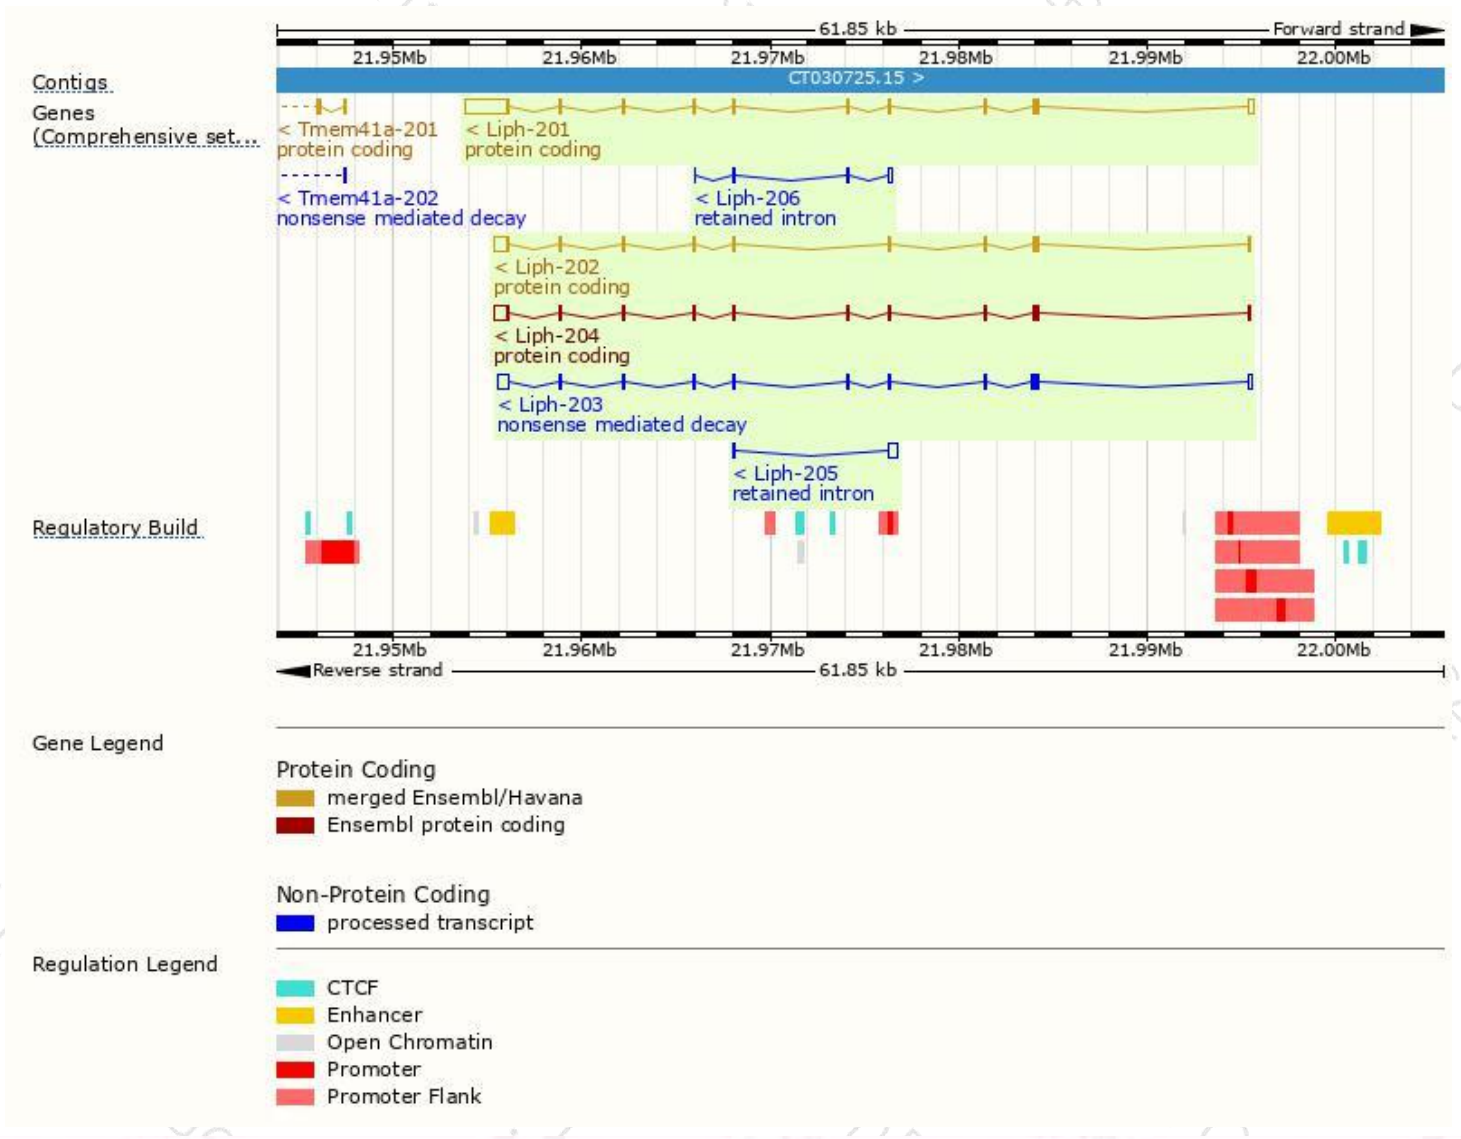 61.85 kb
Forward strand
21.95Mb 21.96Mb 21.97Mb 21.98Mb 21.99Mb 22.00Mb
Contigs
CT030725.15 >
Genes
(Comprehensive set...
< Tmem41a-201
protein coding
< Liph-201
protein coding
< Tmem41a-202
nonsense mediated decay
< Liph-206
retained intron
< Liph-202
protein coding
< Liph-204
protein coding
< Liph-203
nonsense mediated decay
< Liph-205
retained intron
Regulatory Build
21.95Mb 21.96Mb 21.97Mb 21.98Mb 21.99Mb 22.00Mb
Reverse strand
61.85 kb
Gene Legend
Protein Coding
merged Ensembl/Havana
Ensembl protein coding
Non-Protein Coding
processed transcript
Regulation Legend
CTCF
Enhancer
Open Chromatin
Promoter
Promoter Flank